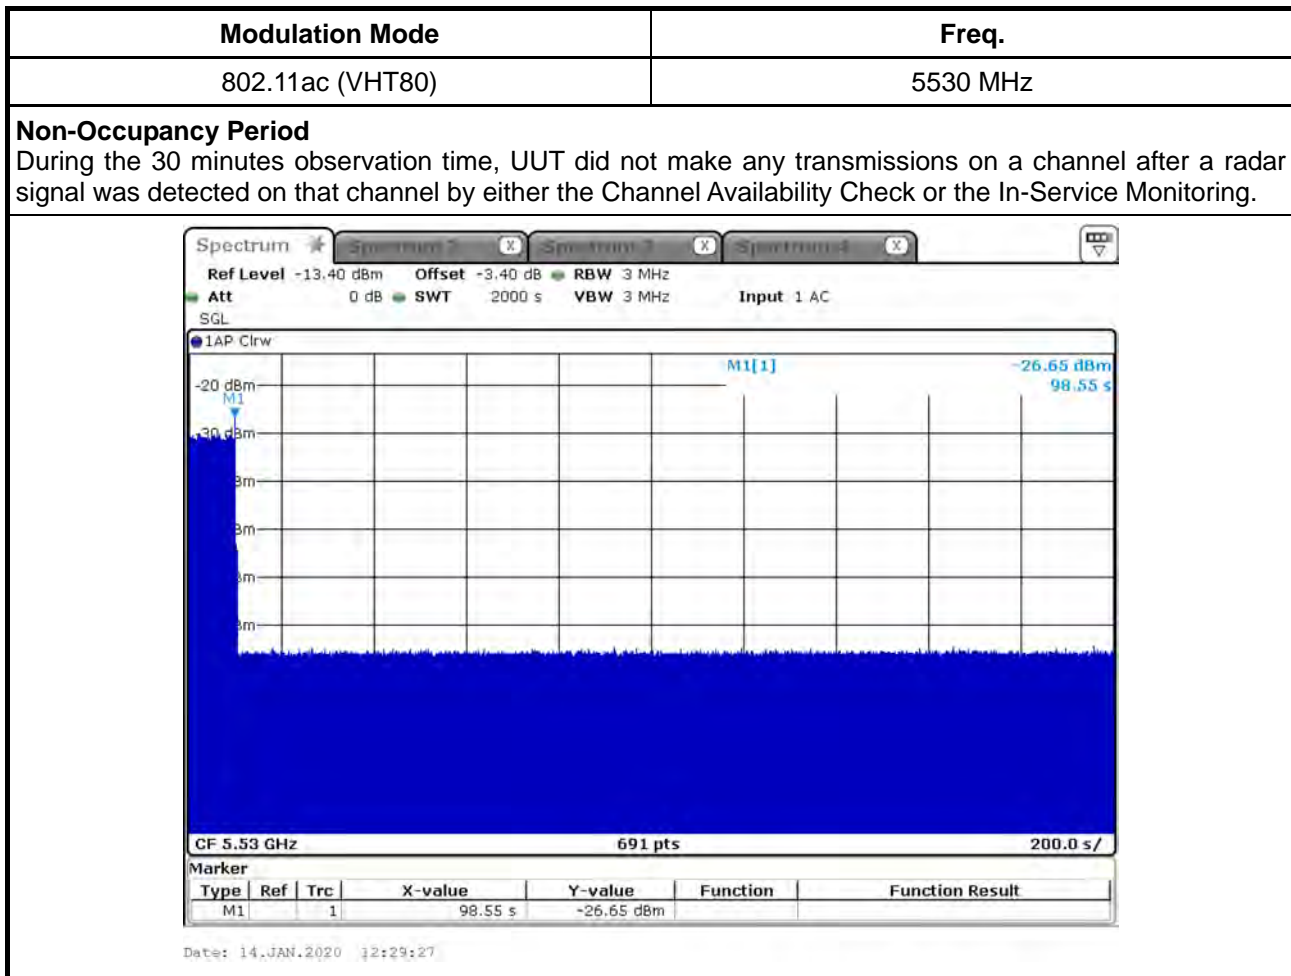 Modulation Mode Freq.
802.11ac (VHT80) 5530 MHz
Non-Occupancy Period
During the 30 minutes observation time, UUT did not make any transmissions on a channel after a radar
signal was detected on that channel by either the Channel Availability Check or the In-Service Monitoring.
Spectrum Spectrum 2 X Spectrum 3 X Spectrum 4 X
Ref Level -13.40 dBm Offset -3.40 dB RBW 3 MHz
Att 0 dB SWT 2000 s VBW 3 MHz Input 1 AC
SGL
1AP Clrw
M1[1] -26.65 dBm
98.55 s
-20 dBm
M1
-30 dBm
CF 5.53 GHz 691 pts 200.0 s/
Marker
Type Ref Trc X-value Y-value Function Function Result
M1 1 98.55 s -26.65 dBm
Date: 14.JAN.2020 12:29:27